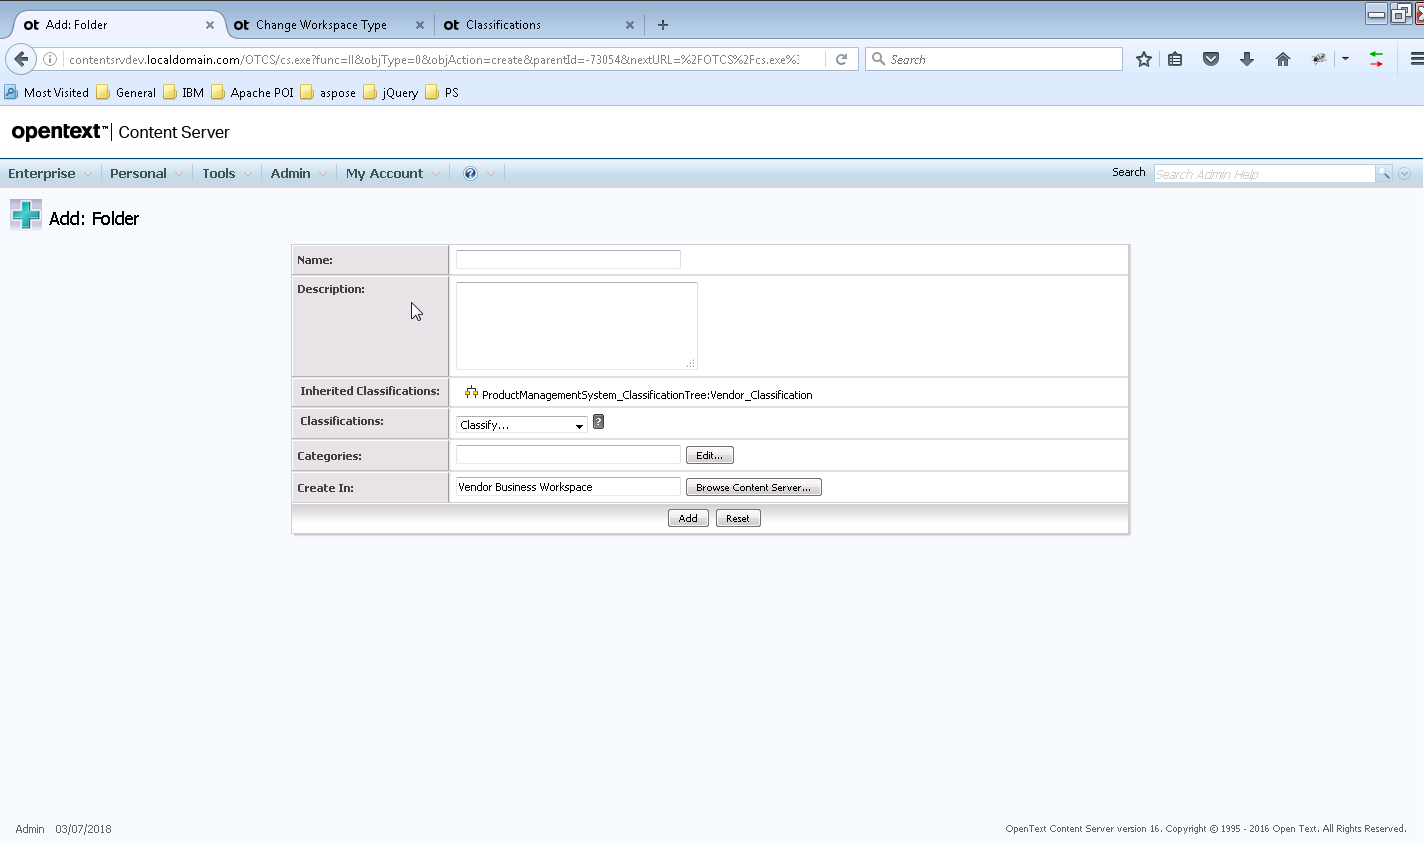 ot Add: Folder
ot Change Workspace Type
ot Classifications
contentsrvdev.localdomain.com/OTCS/cs.exe?func=ll&objType=0&objAction=create&parentId=-73054&nextURL=%2FOTCS%2Fcs.exe%3
Search
Most Visited General IBM Apache POI aspose jQuery PS
opentext™ | Content Server
Enterprise Personal Tools Admin My Account ?
Search Search Admin Help
Add: Folder
Name:
Description:
Inherited Classifications: ProductManagementSystem_ClassificationTree:Vendor_Classification
Classifications: Classify... ?
Categories: Edit...
Create In: Vendor Business Workspace Browse Content Server...
Add Reset
Admin 03/07/2018
OpenText Content Server version 16. Copyright © 1995 - 2016 Open Text. All Rights Reserved.